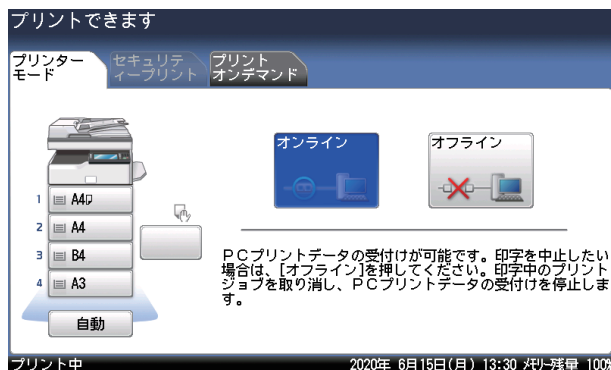 プリントできます
プリンター
モード
セキュリテ
ィープリント
プリント
オンデマンド
オンライン
オフライン
1 A4
2 A4
3 B4
4 A3
自動
PCプリントデータの受付けが可能です。印字を中止したい
場合は、[オフライン]を押してください。印字中のプリント
ジョブを取り消し、PCプリントデータの受付けを停止しま
す。
プリント中
2020年 6月15日(月) 13:30 メモリー残量 100%